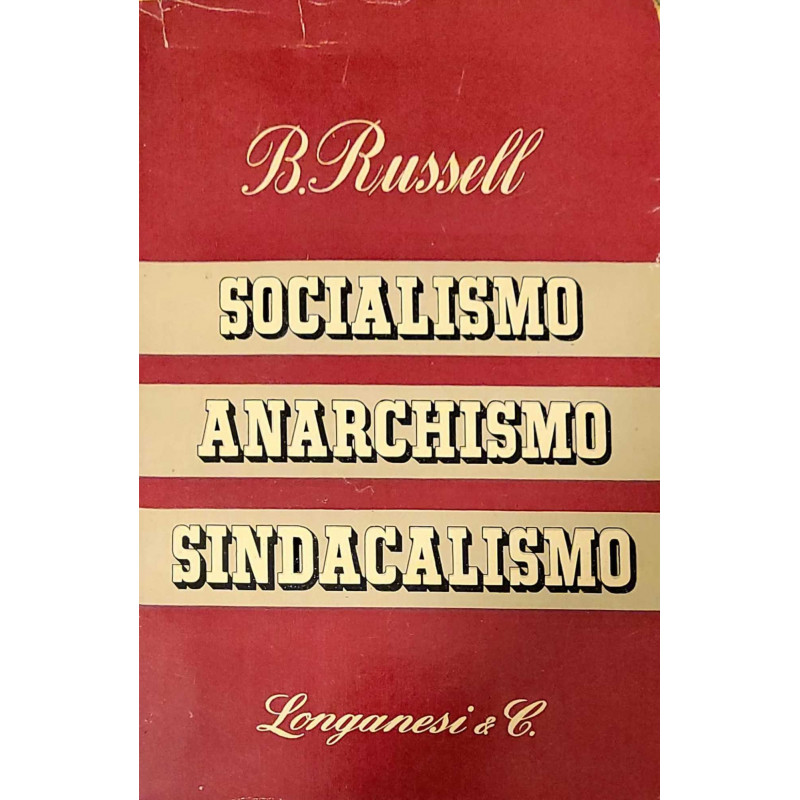 B. Russell
SOCIALISMO
ANARCHISMO
SINDACALISMO
Longanesi & C.